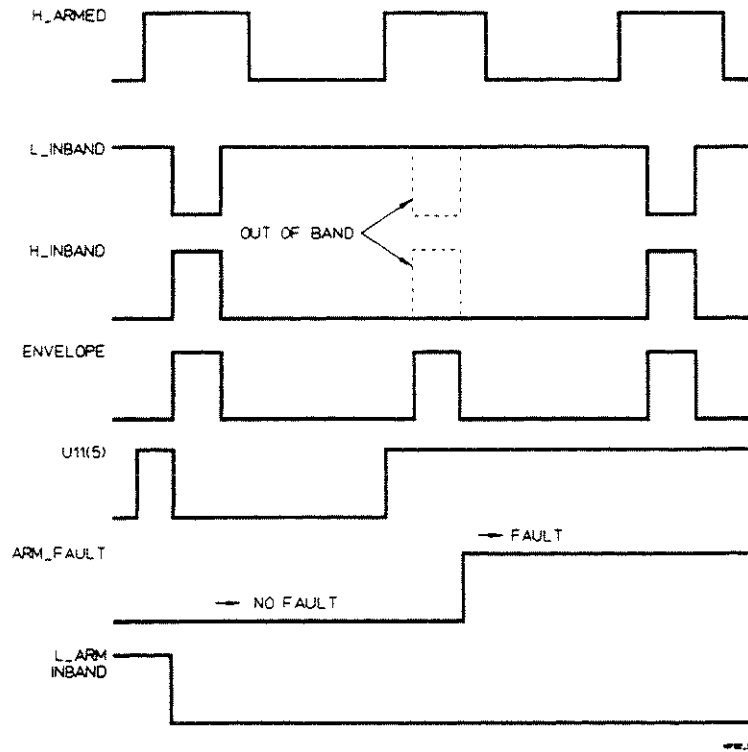 H_ARMED
L_INBAND
OUT OF BAND
H_INBAND
ENVELOPE
U11(5)
→ FAULT
ARM_FAULT
→ NO FAULT
L_ARM
INBAND